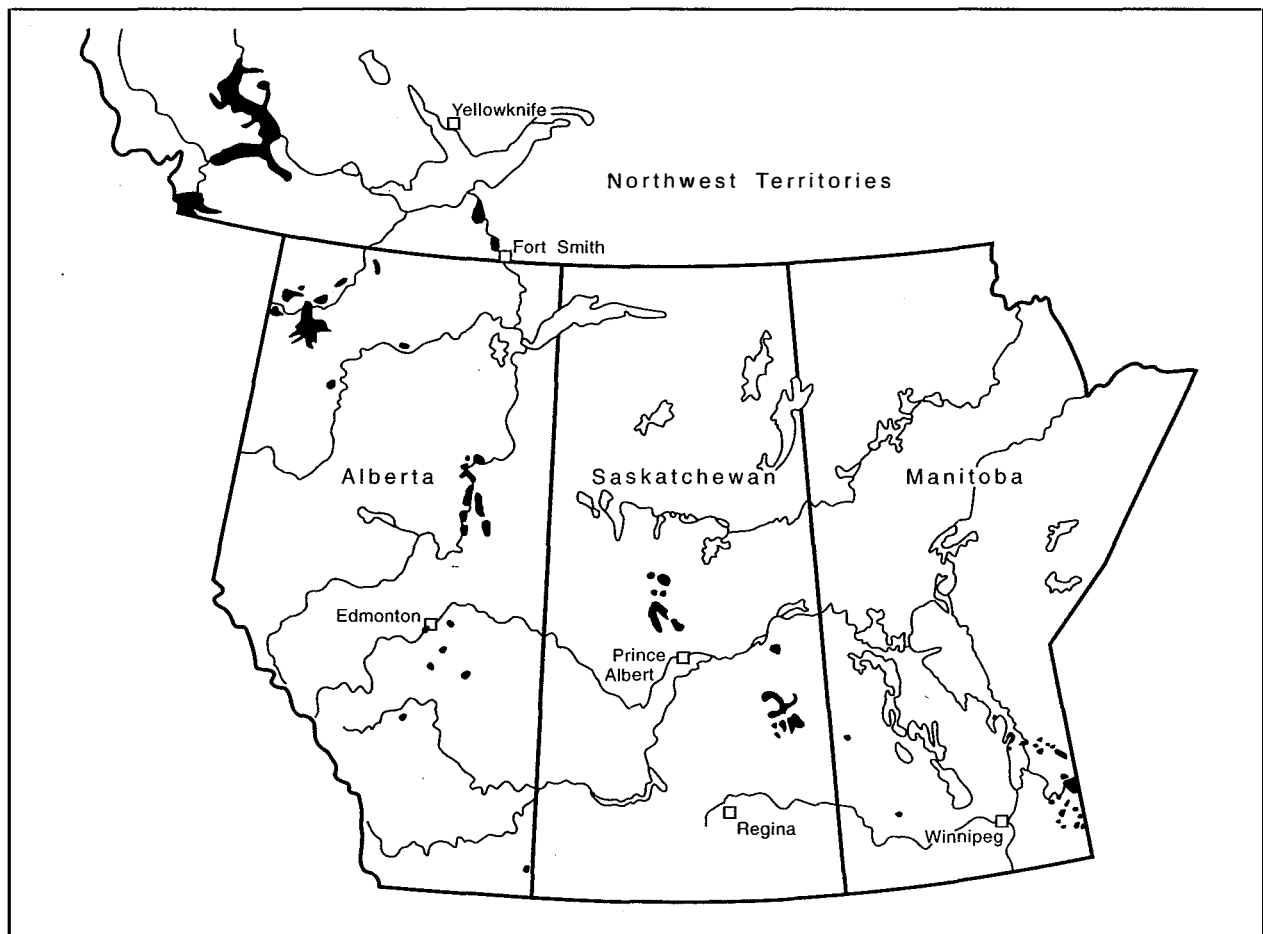 Yellowknife
Northwest Territories
Fort Smith
Alberta
Saskatchewan
Manitoba
Edmonton
Prince
Albert
Regina
Winnipeg